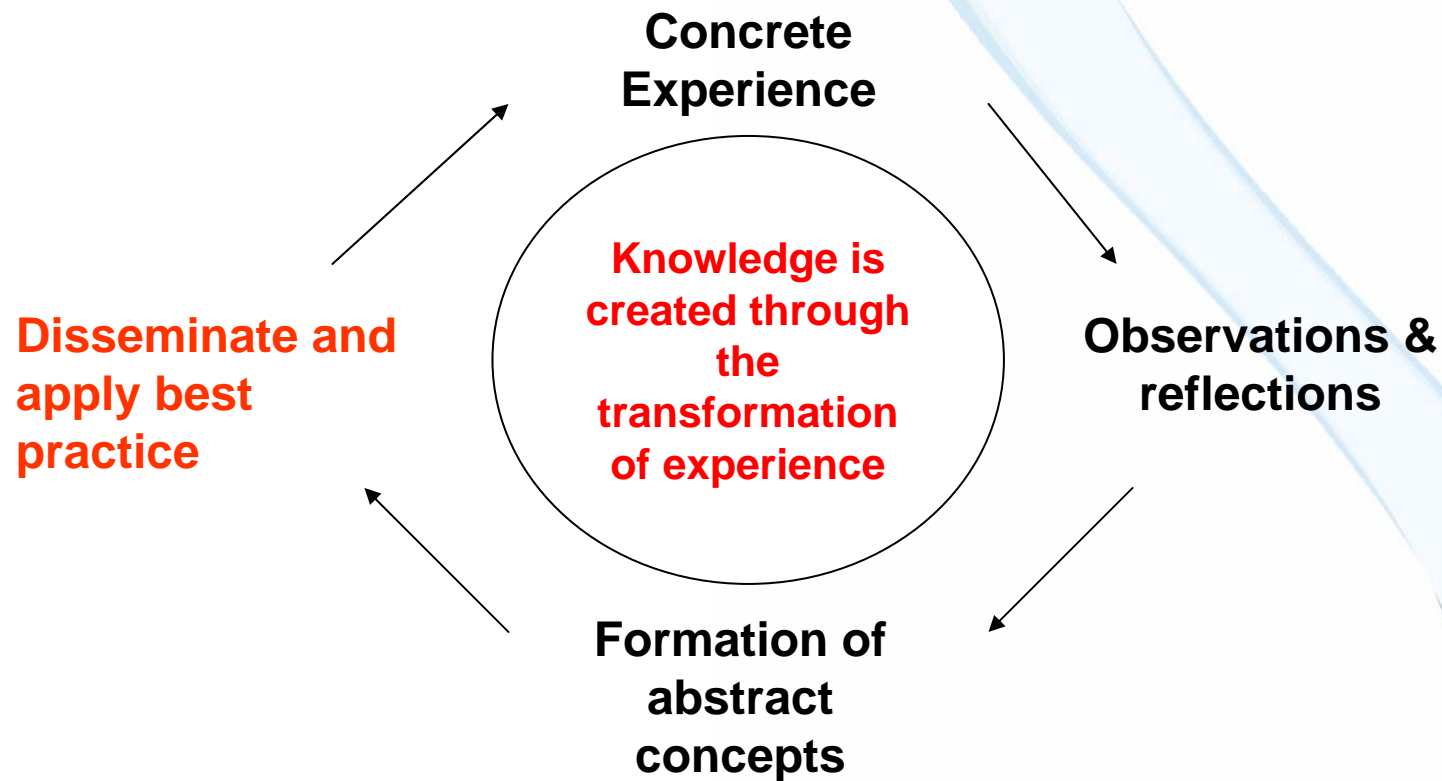 Concrete
Experience
Knowledge is
created through
the
transformation
of experience
Disseminate and
apply best
practice
Observations &
reflections
Formation of
abstract
concepts